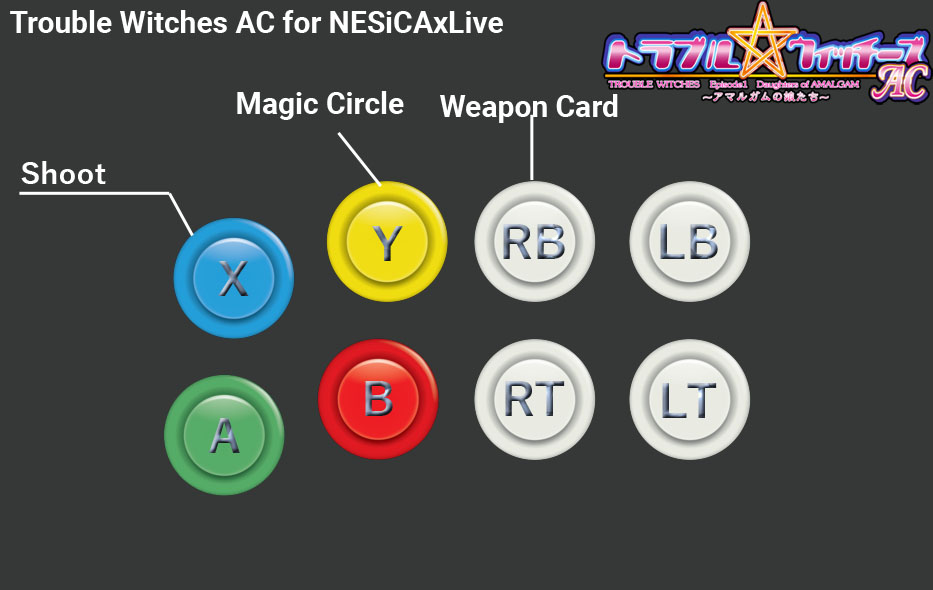 Trouble Witches AC for NESiCAxLive
トラブル☆ウィッチーズ
AC
TROUBLE WITCHES Episode1 Daughters of AMALGAM
～アマルガムの娘たち～
Magic Circle
Weapon Card
Shoot
X
Y
RB
LB
A
B
RT
LT